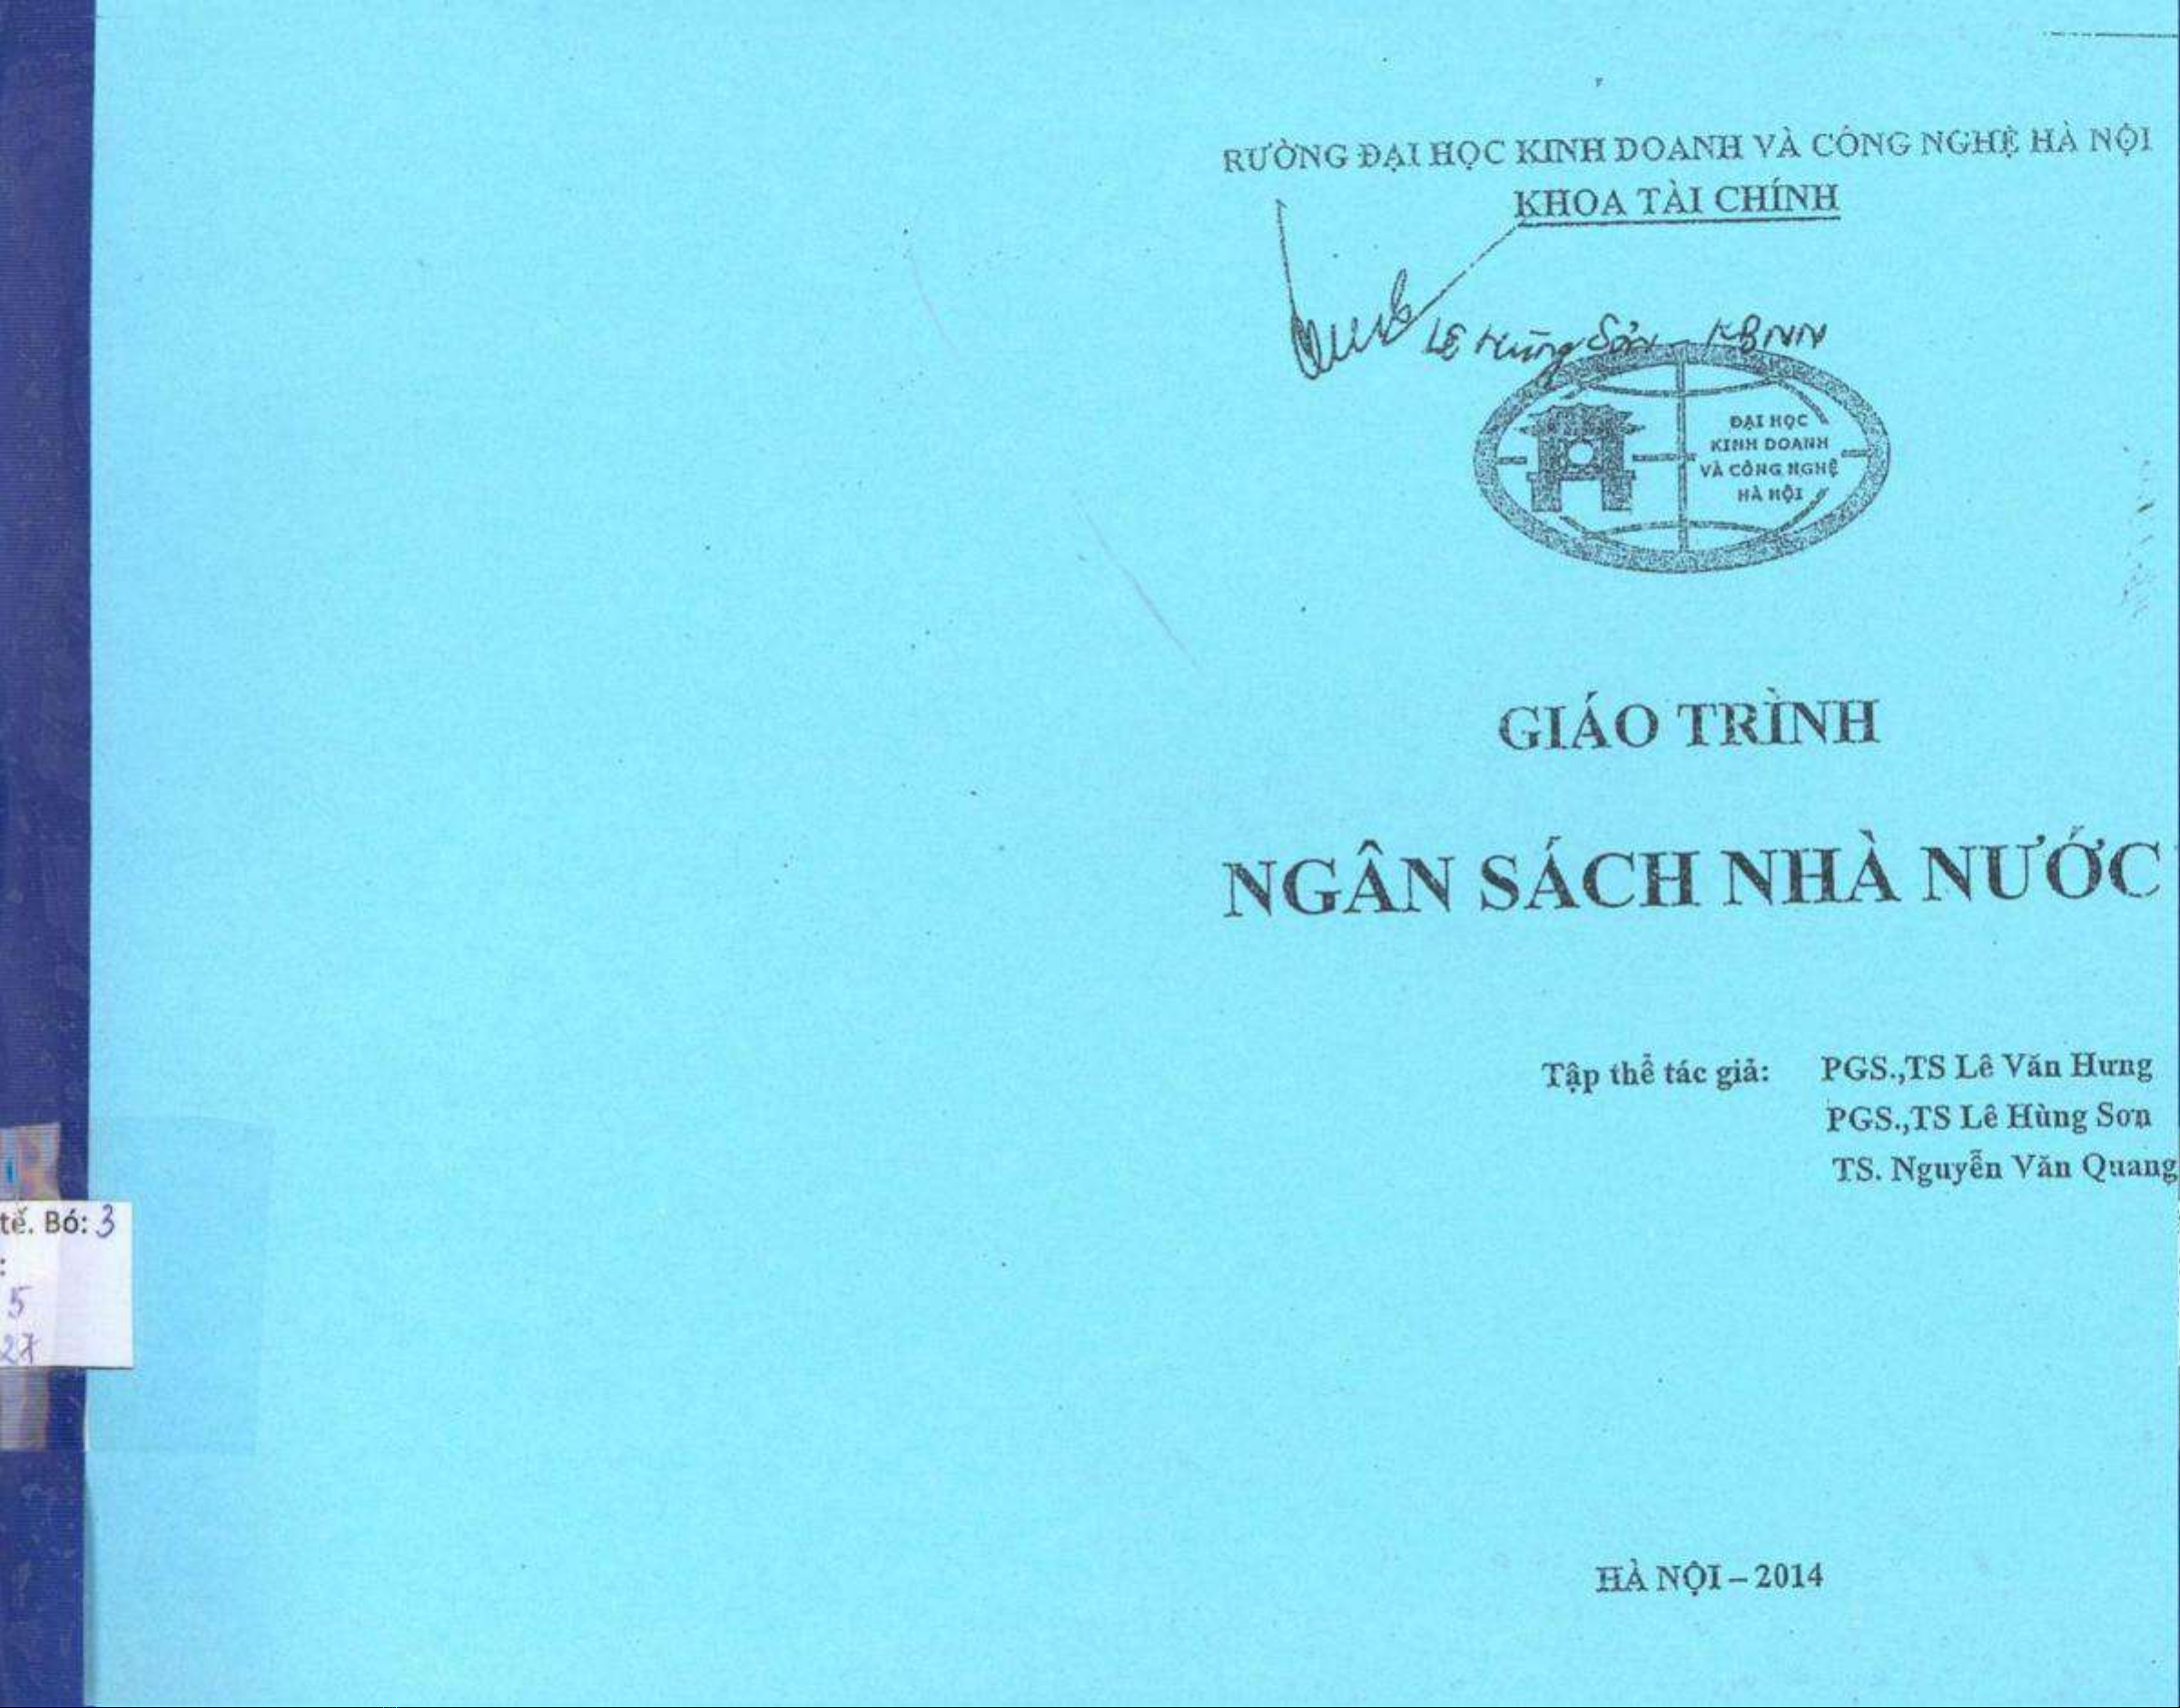 RƯỜNG ĐẠI HỌC KINH DOANH VÀ CÔNG NGHỆ HÀ NỘI
KHOA TÀI CHÍNH
Lê Hùng Sơn - KBNN
ĐẠI HỌC
KINH DOANH
VÀ CÔNG NGHỆ
HÀ NỘI
GIÁO TRÌNH
NGÂN SÁCH NHÀ NƯỚC
Tập thể tác giả: PGS.,TS Lê Văn Hưng
PGS.,TS Lê Hùng Sơn
TS. Nguyễn Văn Quang
tế. Bó: 3
:
5
27
HÀ NỘI – 2014